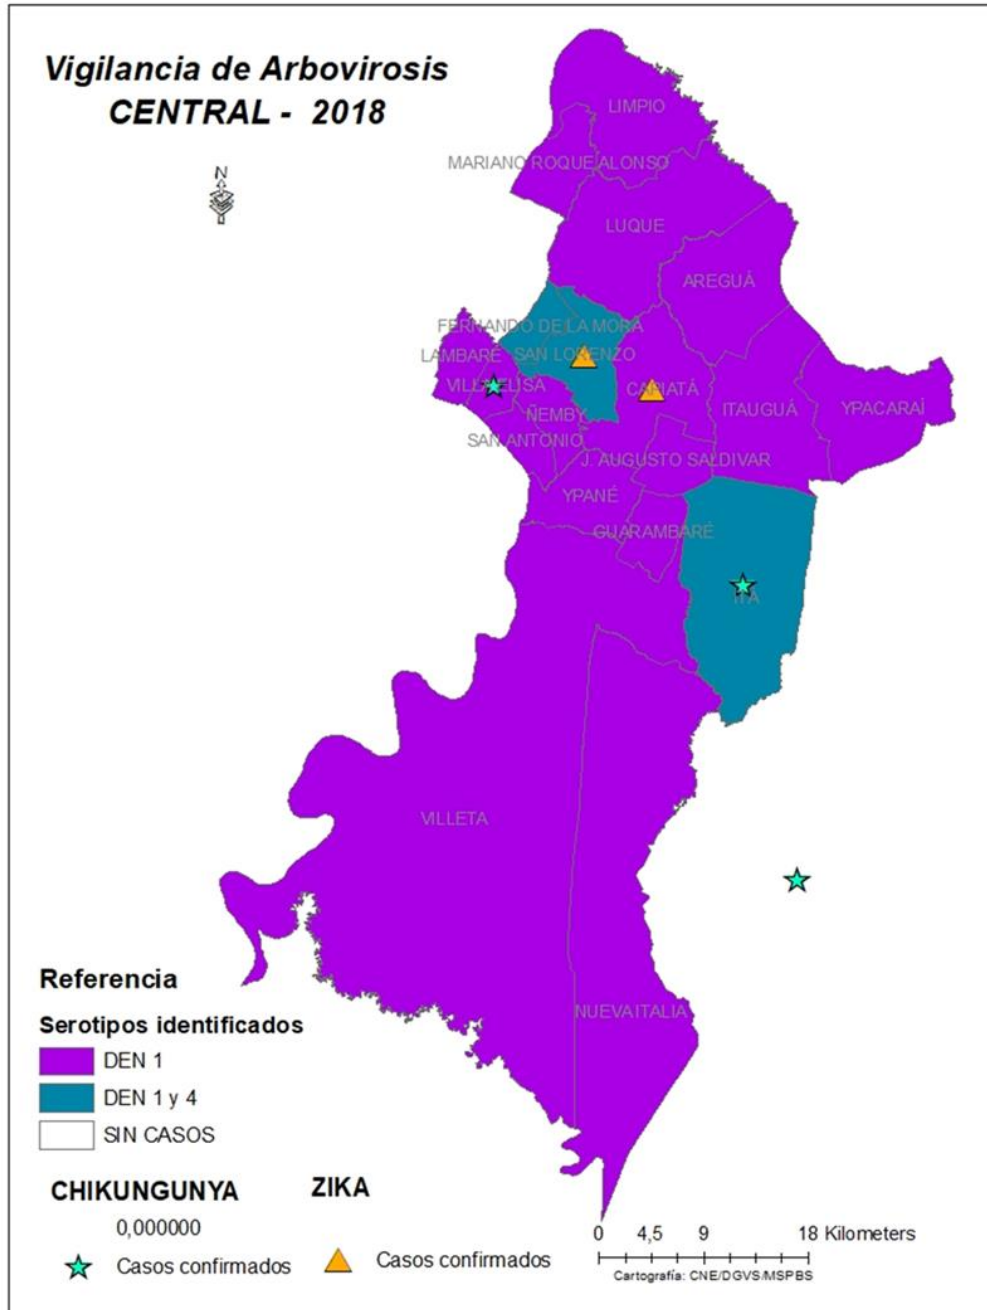 Vigilancia de Arbovirosis
CENTRAL - 2018
N
LIMPIO
MARIANO ROQUE ALONSO
LUQUE
AREGUÁ
FERNANDO DE LA MORA
LAMBARÉ
SAN LORENZO
VILLA ELISA
CAPIATÁ
ITAUGUÁ
YPACARAÍ
ÑEMBY
SAN ANTONIO
J. AUGUSTO SALDIVAR
YPANÉ
GUARAMBARÉ
ITÁ
VILLETA
NUEVA ITALIA
Referencia
Serotipos identificados
DEN 1
DEN 1 y 4
SIN CASOS
CHIKUNGUNYA
0,000000
Casos confirmados
ZIKA
Casos confirmados
0 4,5 9 18 Kilometers
Cartografía: CNE/DGVS/MSPBS